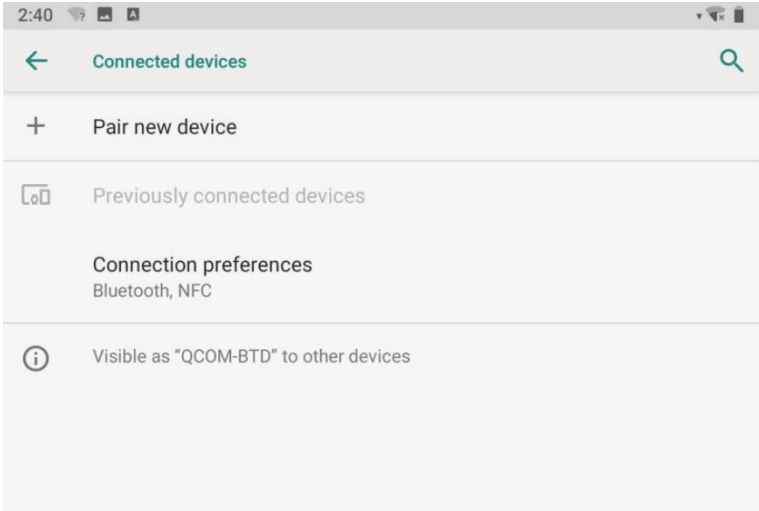 2:40
Connected devices
Pair new device
Previously connected devices
Connection preferences
Bluetooth, NFC
Visible as "QCOM-BTD" to other devices